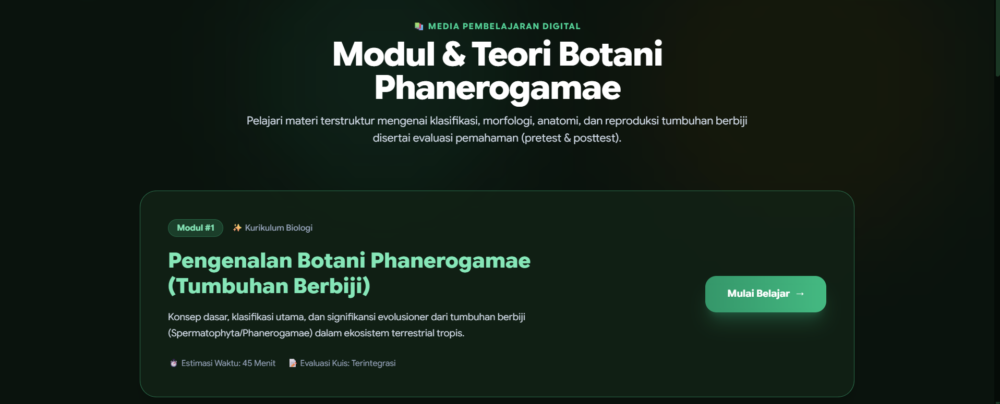 MEDIA PEMBELAJARAN DIGITAL
Modul & Teori Botani
Phanerogamae
Pelajari materi terstruktur mengenai klasifikasi, morfologi, anatomi, dan reproduksi tumbuhan berbiji
disertai evaluasi pemahaman (pretest & posttest).
Modul #1 ✨ Kurikulum Biologi
Pengenalan Botani Phanerogamae
(Tumbuhan Berbiji)
Mulai Belajar →
Konsep dasar, klasifikasi utama, dan signifikansi evolusioner dari tumbuhan berbiji
(Spermatophyta/Phanerogamae) dalam ekosistem terrestrial tropis.
Estimasi Waktu: 45 Menit Evaluasi Kuis: Terintegrasi